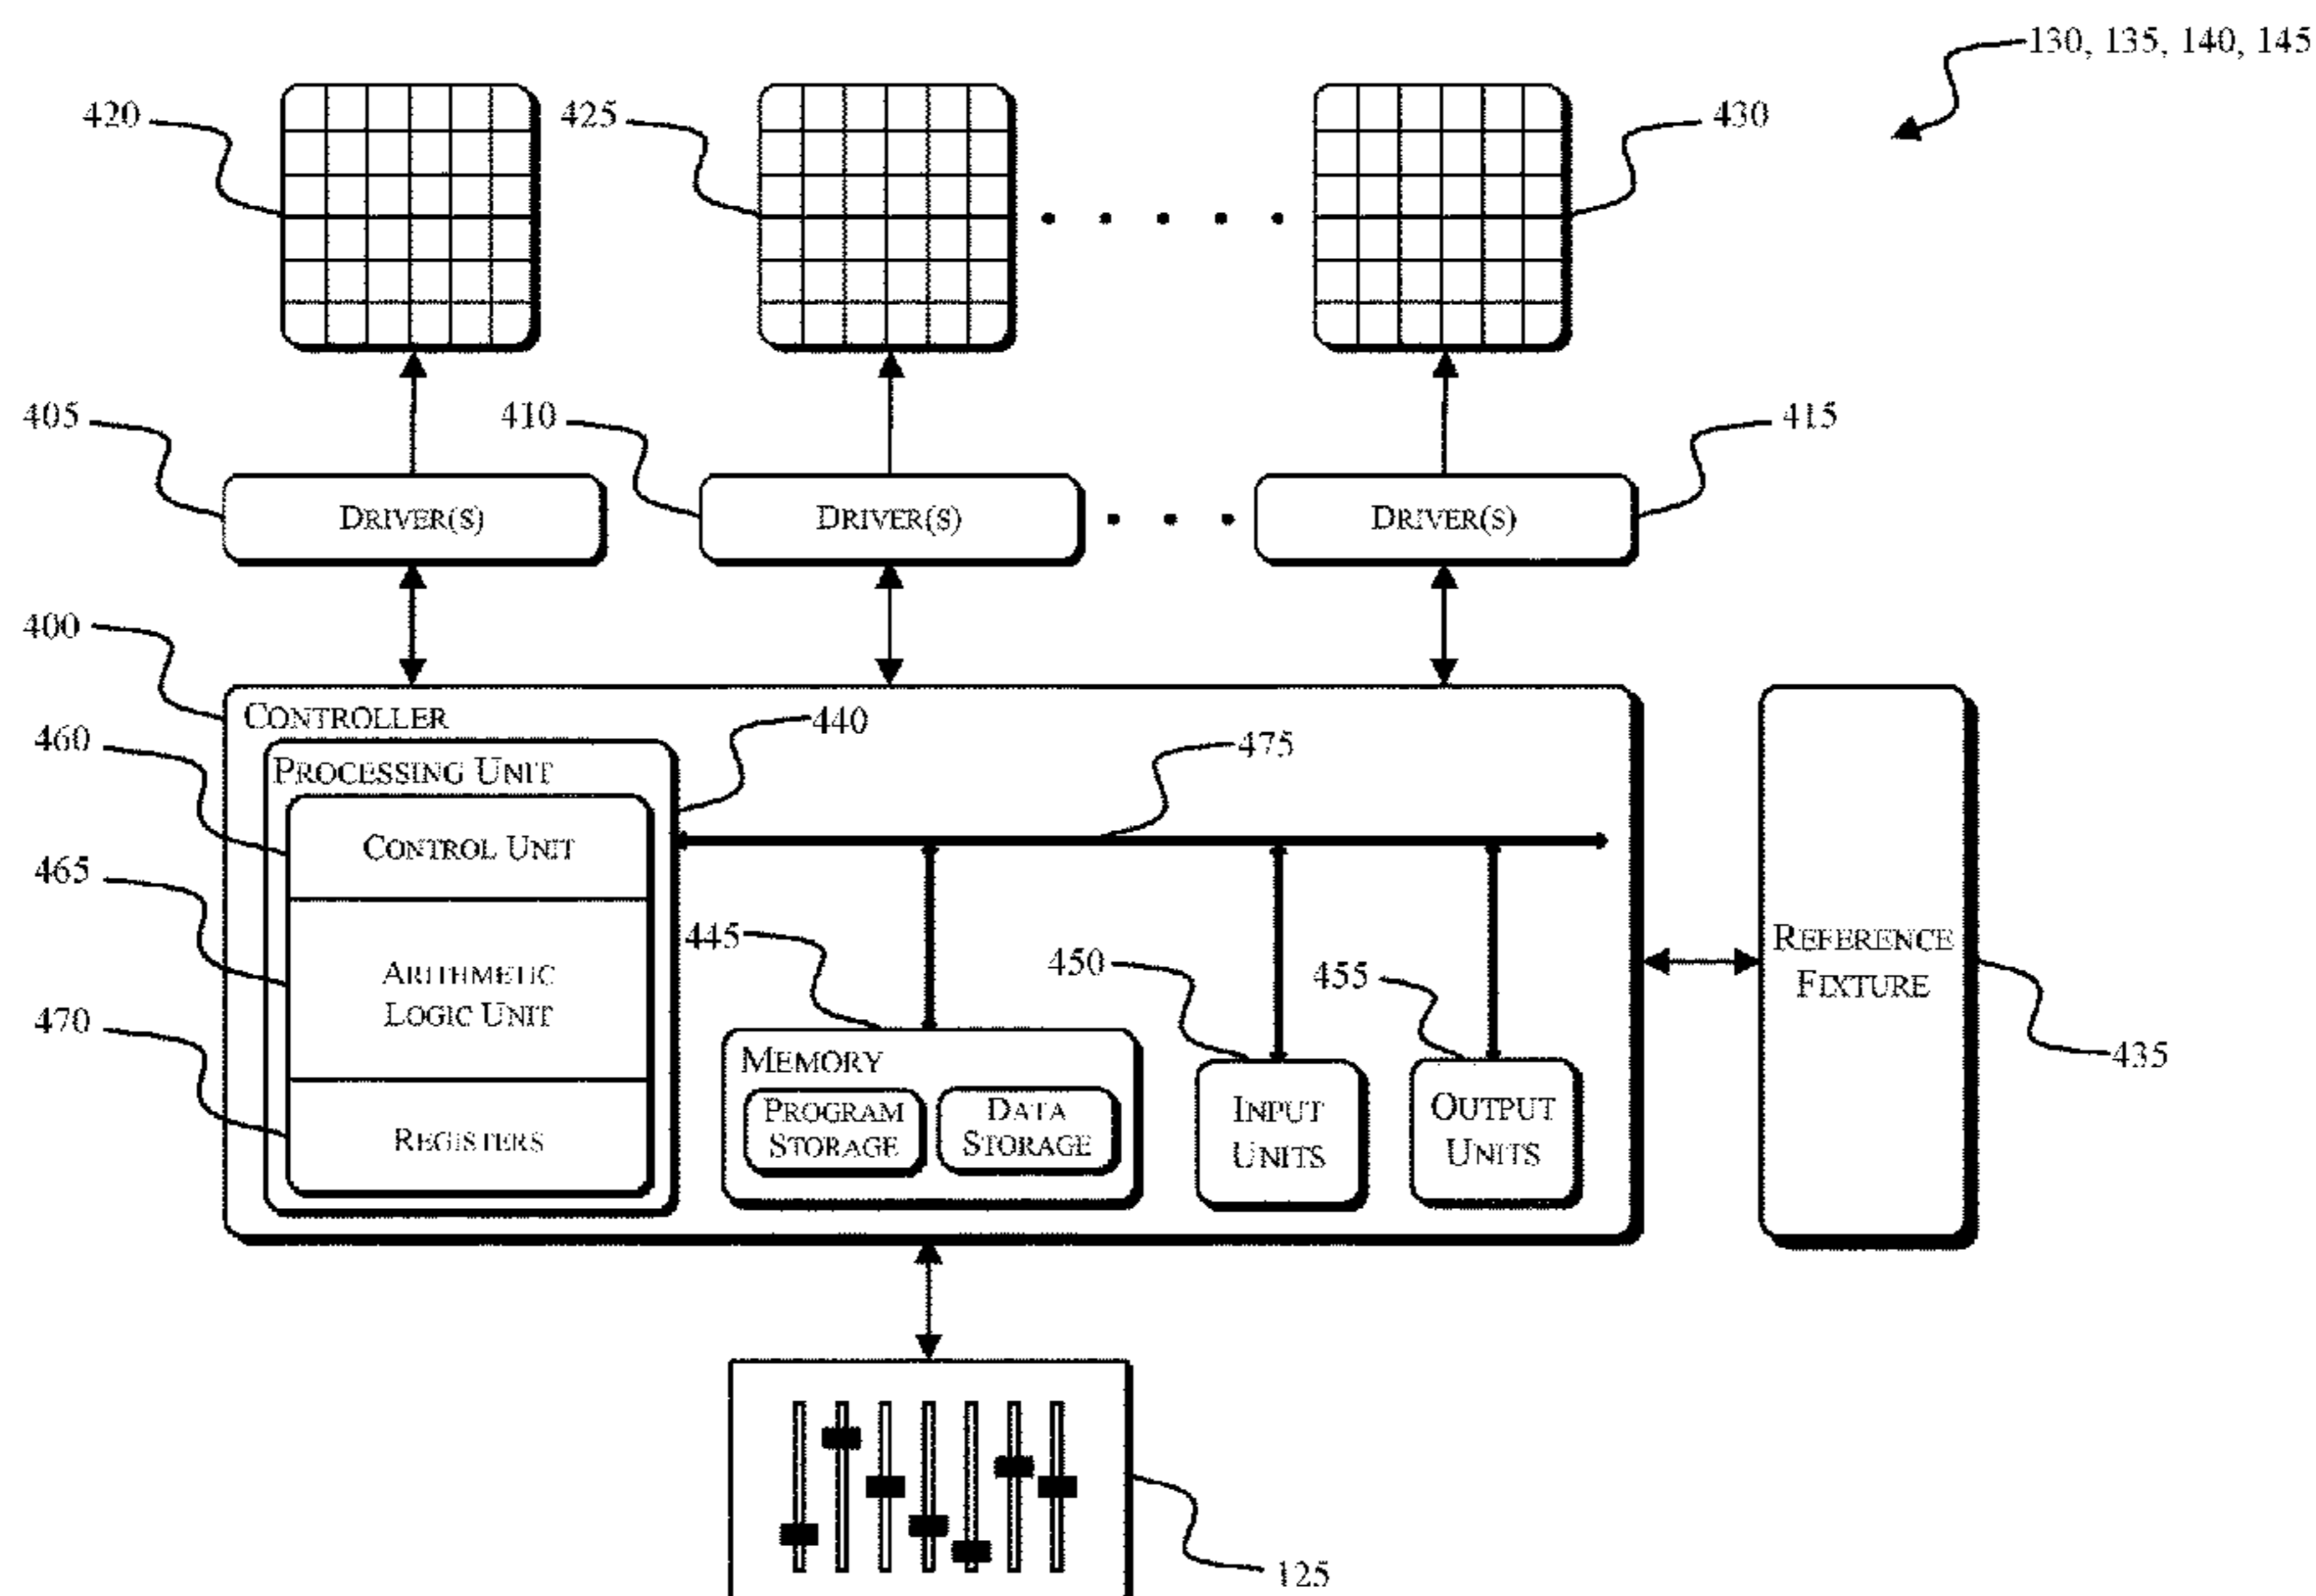 130, 135, 140, 145
420
425
430
405
410
415
DRIVER(S)
DRIVER(S)
DRIVER(S)
400
CONTROLLER
440
460
PROCESSING UNIT
475
CONTROL UNIT
465
ARITHMETIC
LOGIC UNIT
470
REGISTERS
445
MEMORY
PROGRAM
STORAGE
DATA
STORAGE
450
INPUT
UNITS
455
OUTPUT
UNITS
REFERENCE
FIXTURE
435
125